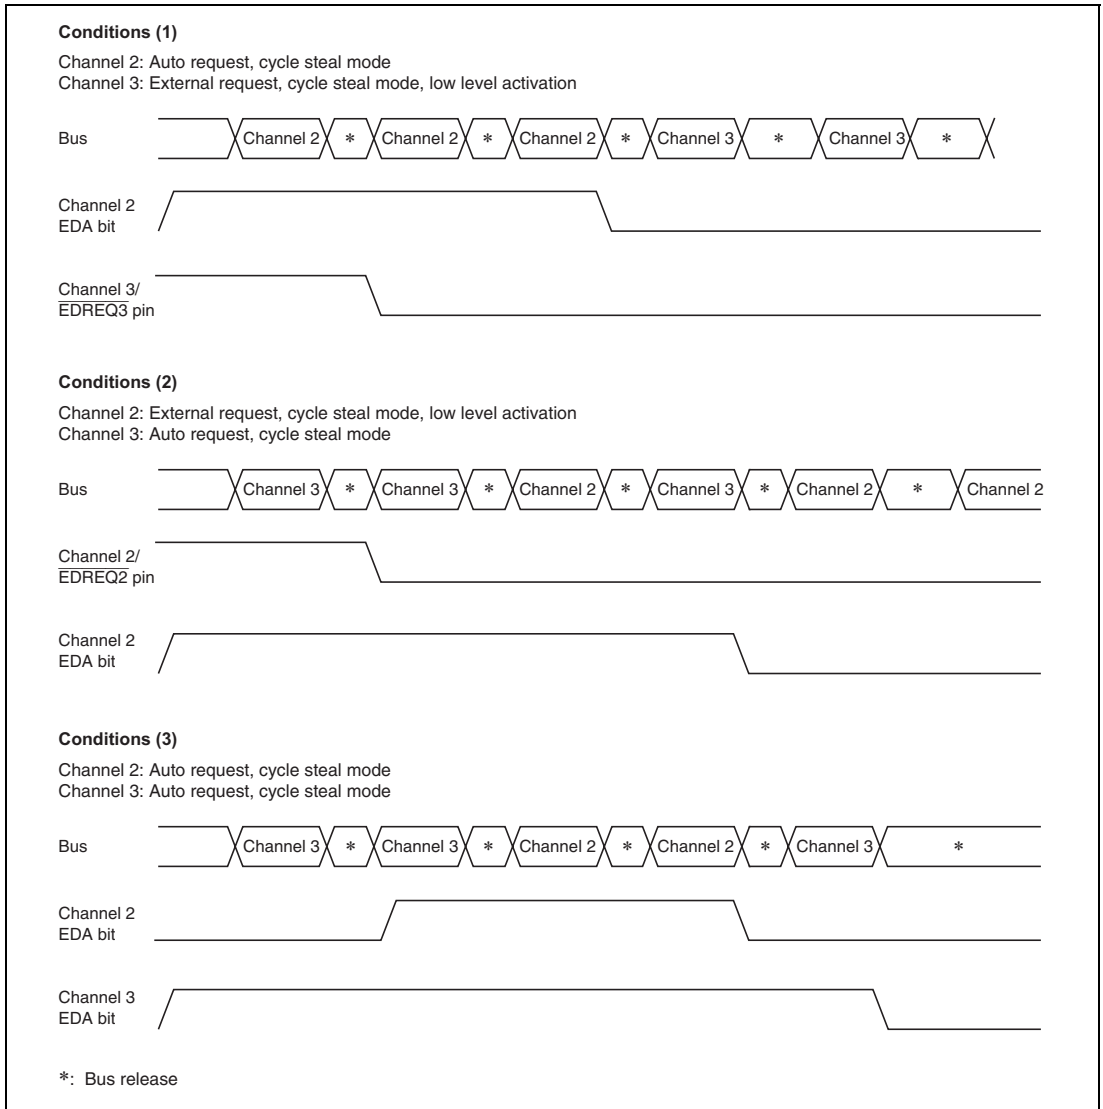 Conditions (1)
Channel 2: Auto request, cycle steal mode
Channel 3: External request, cycle steal mode, low level activation
Bus Channel 2 * Channel 2 * Channel 2 * Channel 3 * Channel 3 *
Channel 2
EDA bit
Channel 3/
EDREQ3 pin
Conditions (2)
Channel 2: External request, cycle steal mode, low level activation
Channel 3: Auto request, cycle steal mode
Bus Channel 3 * Channel 3 * Channel 2 * Channel 3 * Channel 2 * Channel 2
Channel 2/
EDREQ2 pin
Channel 2
EDA bit
Conditions (3)
Channel 2: Auto request, cycle steal mode
Channel 3: Auto request, cycle steal mode
Bus Channel 3 * Channel 3 * Channel 2 * Channel 2 * Channel 3 *
Channel 2
EDA bit
Channel 3
EDA bit
*: Bus release